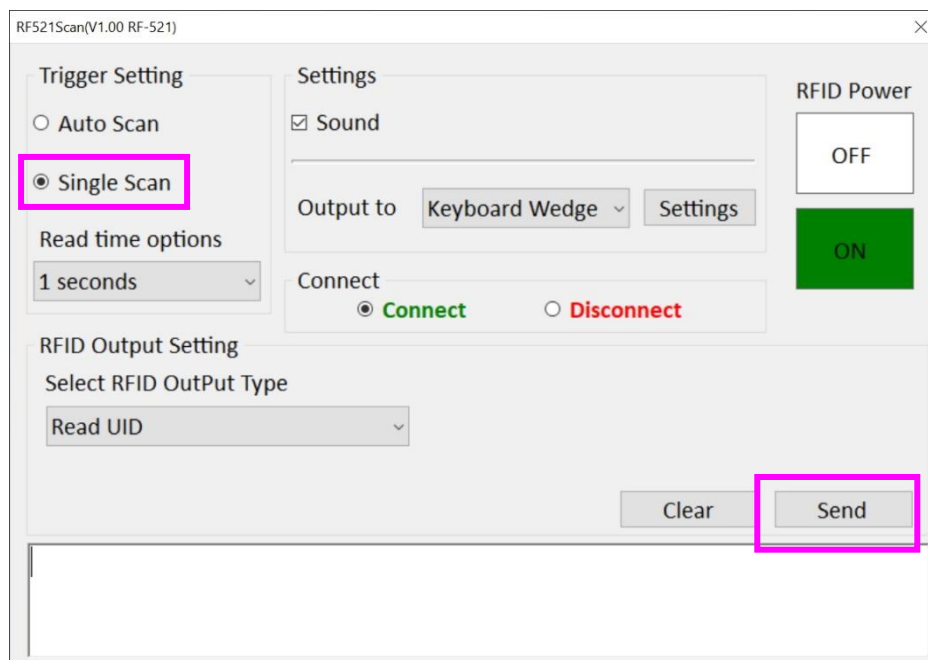 RF521Scan(V1.00 RF-521)
Trigger Setting
Auto Scan
Single Scan
Read time options
1 seconds
Settings
Sound
Output to Keyboard Wedge Settings
Connect
Connect Disconnect
RFID Power
OFF
ON
RFID Output Setting
Select RFID OutPut Type
Read UID
Clear Send